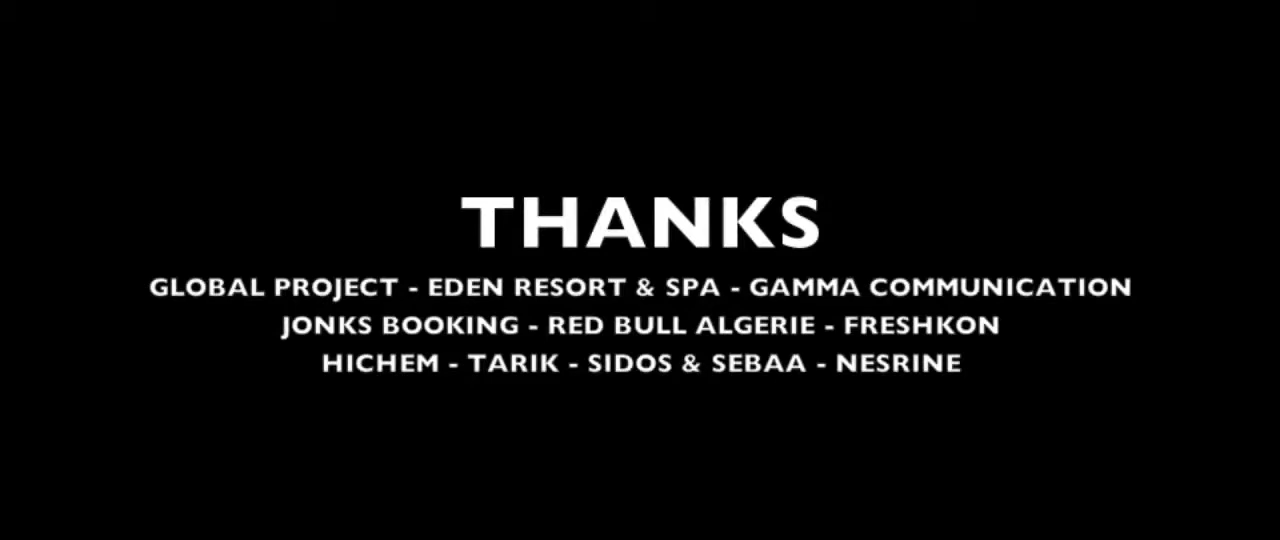 THANKS
GLOBAL PROJECT - EDEN RESORT & SPA - GAMMA COMMUNICATION
JONKS BOOKING - RED BULL ALGERIE - FRESHKON
HICHEM - TARIK - SIDOS & SEBAA - NESRINE